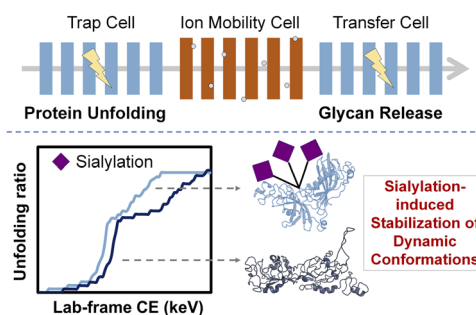 Trap Cell
Ion Mobility Cell
Transfer Cell
Protein Unfolding
Glycan Release
Unfolding ratio
Sialylation
Lab-frame CE (keV)
Sialylation-
induced
Stabilization of
Dynamic
Conformations